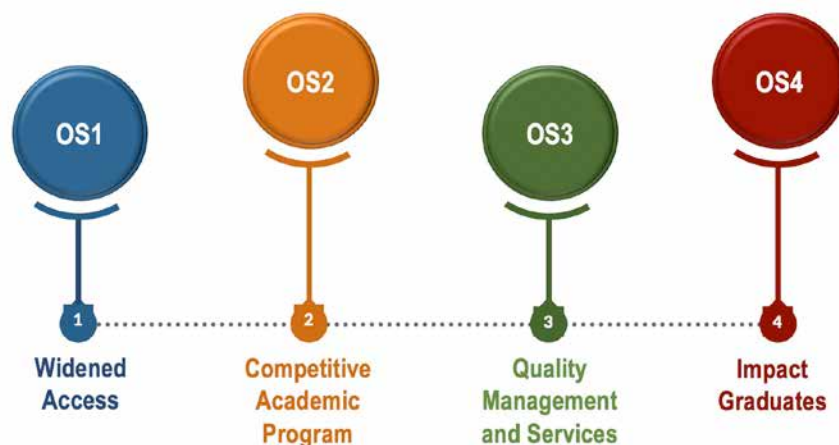 OS1
OS2
OS3
OS4
1
2
3
4
Widened
Access
Competitive
Academic
Program
Quality
Management
and Services
Impact
Graduates